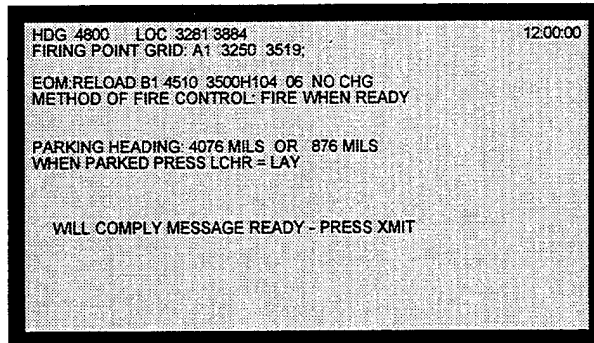 HDG 4800 LOC 3281 3884 12:00:00
FIRING POINT GRID: A1 3250 3519;
EOM:RELOAD B1 4510 3500H104 06 NO CHG
METHOD OF FIRE CONTROL: FIRE WHEN READY
PARKING HEADING: 4076 MILS OR 876 MILS
WHEN PARKED PRESS LCHR = LAY
WILL COMPLY MESSAGE READY - PRESS XMIT